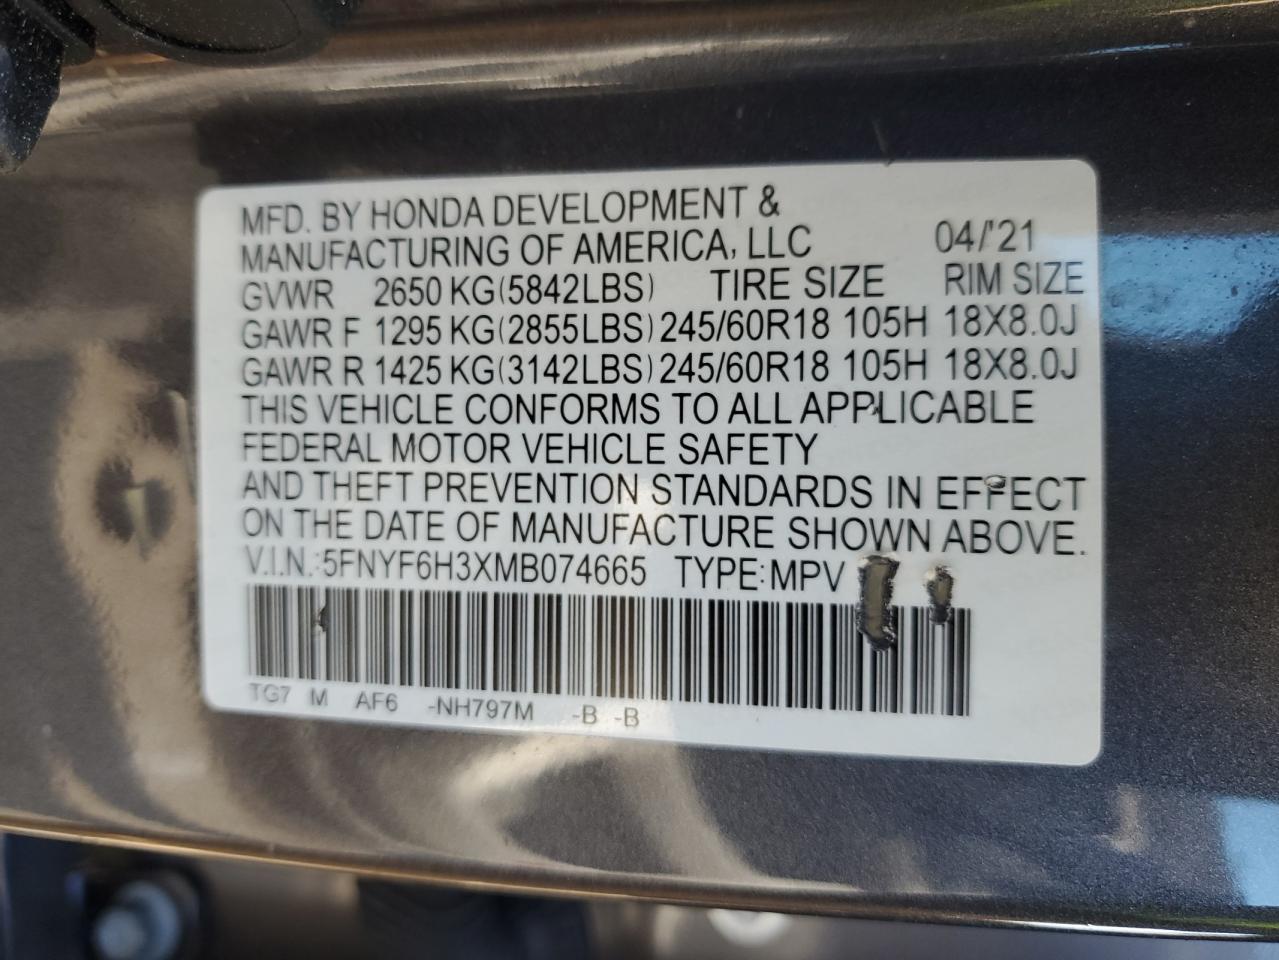 MFD. BY HONDA DEVELOPMENT &
MANUFACTURING OF AMERICA, LLC 04/'21
GVWR 2650 KG(5842LBS) TIRE SIZE RIM SIZE
GAWR F 1295 KG(2855LBS) 245/60R18 105H 18X8.0J
GAWR R 1425 KG(3142LBS) 245/60R18 105H 18X8.0J
THIS VEHICLE CONFORMS TO ALL APPLICABLE
FEDERAL MOTOR VEHICLE SAFETY
AND THEFT PREVENTION STANDARDS IN EFFECT
ON THE DATE OF MANUFACTURE SHOWN ABOVE.
V.I.N.:5FNYF6H3XMB074665 TYPE:MPV
TG7 M AF6 -NH797M -B -B